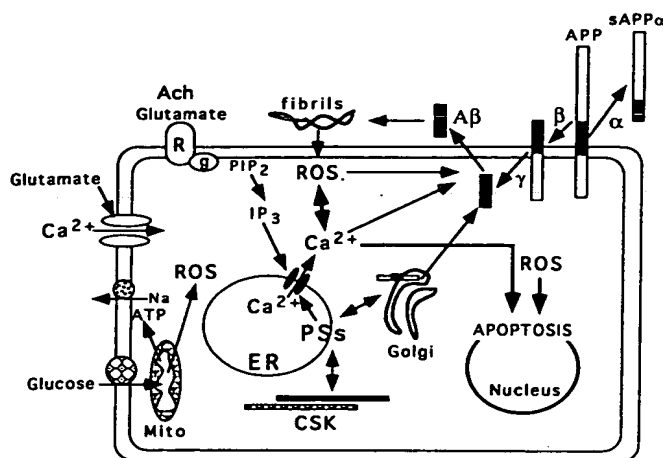 sAPPα
APP
Ach
Glutamate
fibrils
Aβ
β
α
R
g
PIP2
ROS.
γ
Glutamate
IP3
Ca2+
Ca2+
ROS
ROS
Na
ATP
Ca2+
PSs
Golgi
APOPTOSIS
ER
Glucose
Nucleus
Mito
CSK